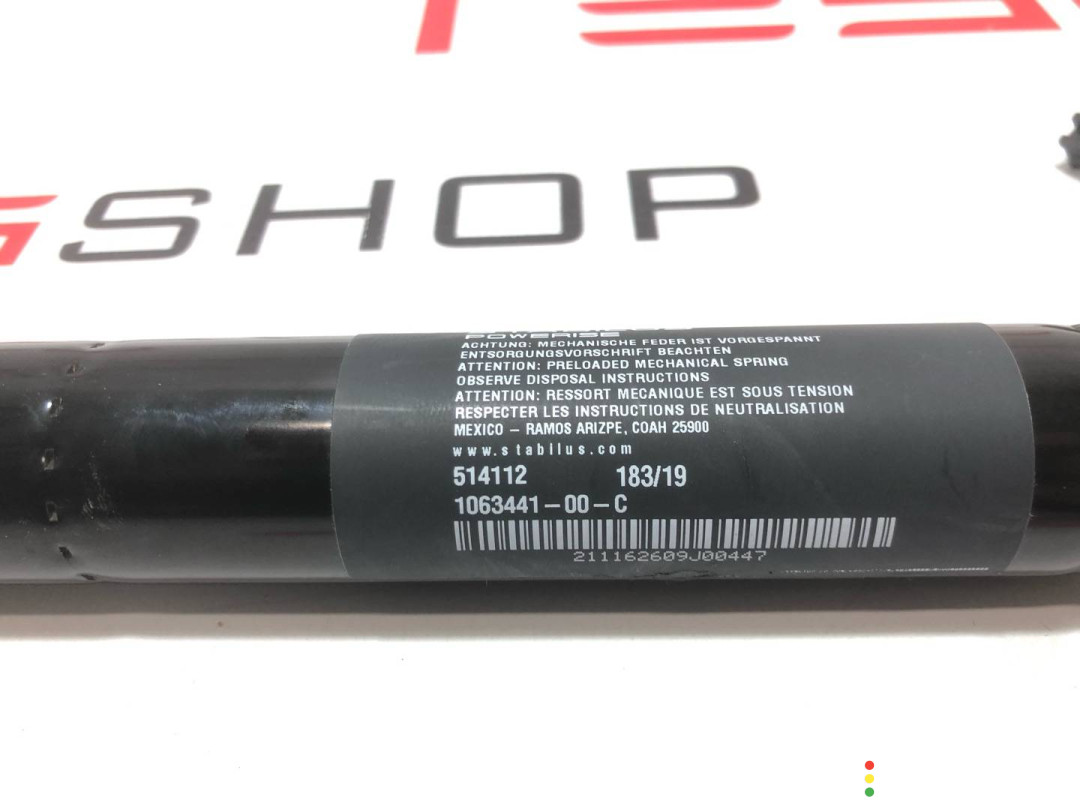 SHOP
POWERISE
ACHTUNG: MECHANISCHE FEDER IST VORGESPANNT
ENTSORGUNGSVORSCHRIFT BEACHTEN
ATTENTION: PRELOADED MECHANICAL SPRING
OBSERVE DISPOSAL INSTRUCTIONS
ATTENTION: RESSORT MECANIQUE EST SOUS TENSION
RESPECTER LES INSTRUCTIONS DE NEUTRALISATION
MEXICO – RAMOS ARIZPE, COAH 25900
www.stabilus.com
514112 183/19
1063441-00-C
211162609J00447